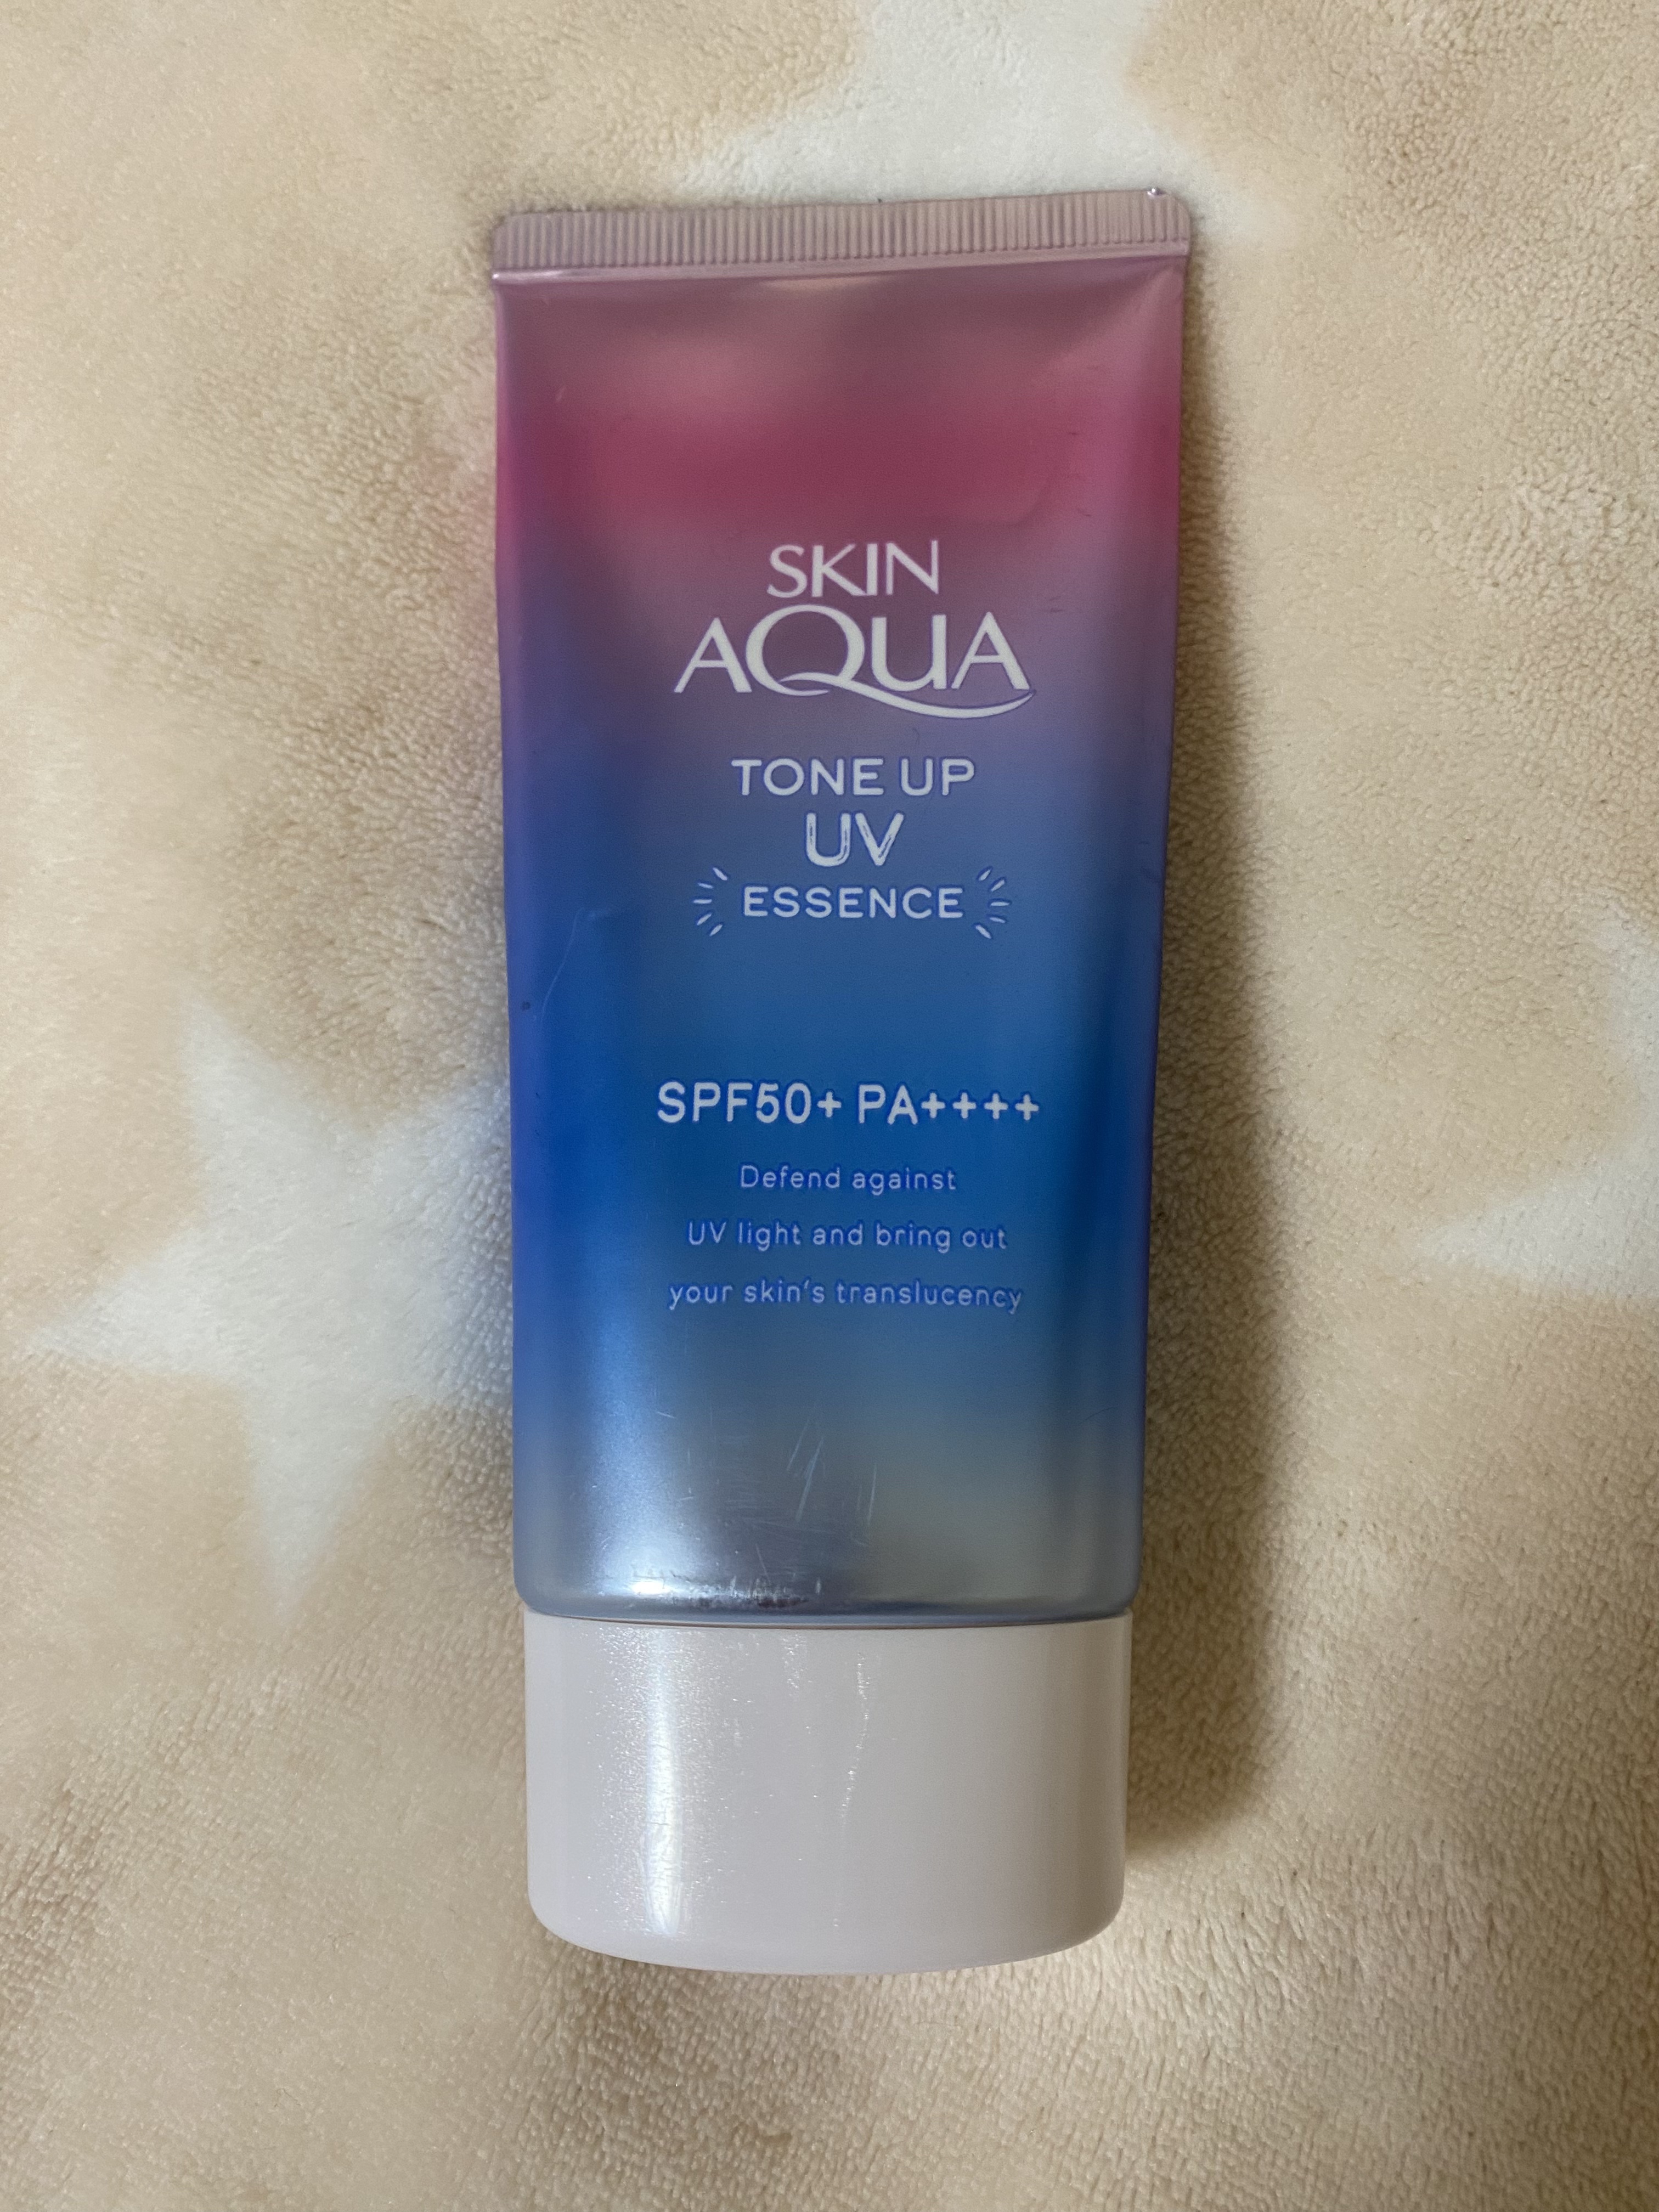 SKIN
AQUA
TONE UP
UV
ESSENCE
SPF50+ PA++++
Defend against
UV light and bring out
your skin's translucency